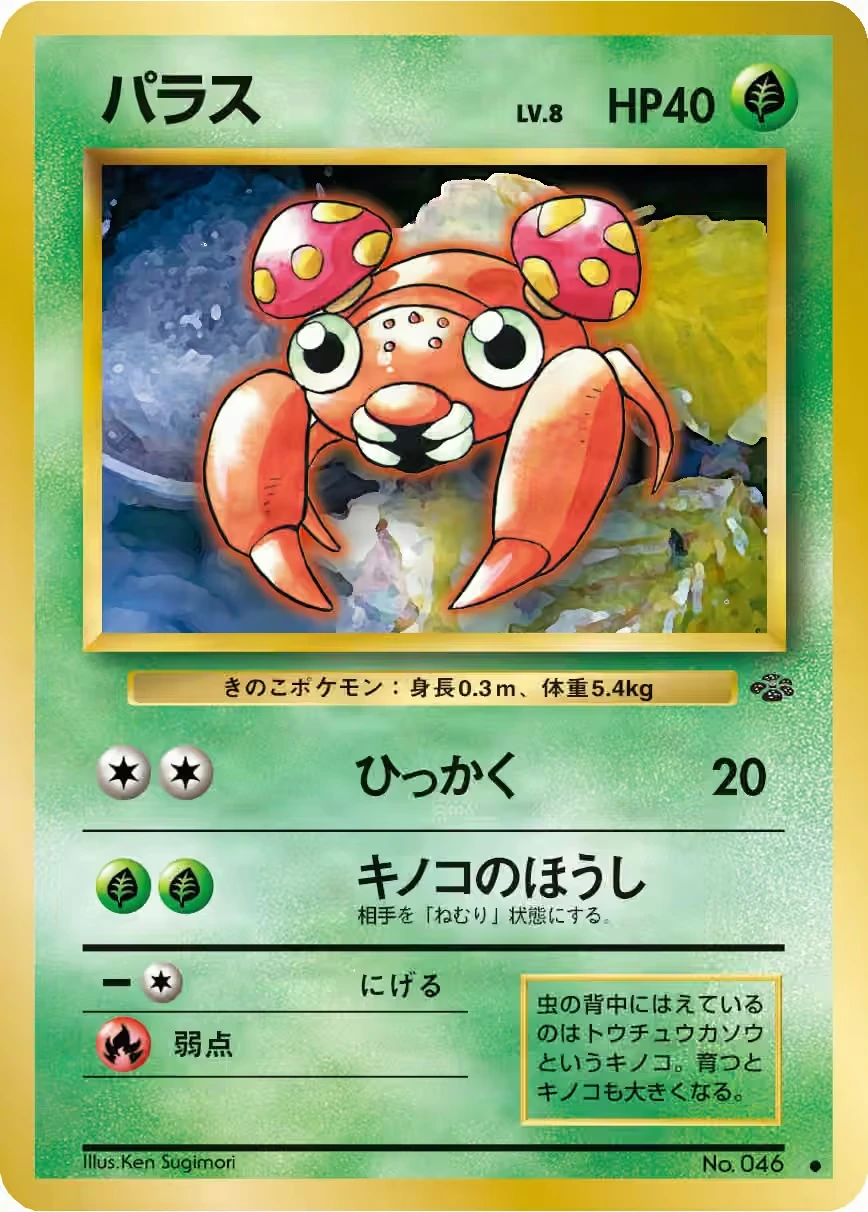 パラス LV.8 HP40
きのこポケモン：身長0.3m、体重5.4kg
ひっかく 20
キノコのほうし
相手を「ねむり」状態にする。
ー にげる
弱点
虫の背中にはえている
のはトウチュウカソウ
というキノコ。育つと
キノコも大きくなる。
Illus.Ken Sugimori No. 046 ●